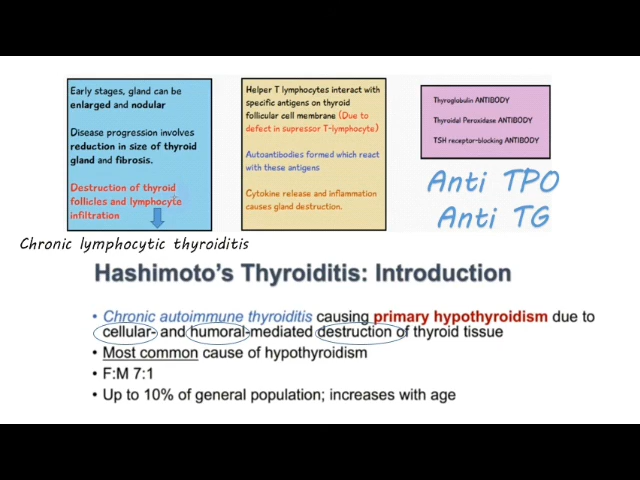 Early stages, gland can be
enlarged and nodular
Disease progression involves
reduction in size of thyroid
gland and fibrosis.
Destruction of thyroid
follicles and lymphocyte
infiltration
Helper T lymphocytes interact with
specific antigens on thyroid
follicular cell membrane (Due to
defect in supressor T-lymphocyte)
Autoantibodies formed which react
with these antigens
Cytokine release and inflammation
causes gland destruction.
Thyroglobulin ANTIBODY
Thyroidal Peroxidase ANTIBODY
TSH receptor-blocking ANTIBODY
Anti TPO
Anti TG
Chronic lymphocytic thyroiditis
Hashimoto's Thyroiditis: Introduction
• Chronic autoimmune thyroiditis causing primary hypothyroidism due to
cellular- and humoral-mediated destruction of thyroid tissue
• Most common cause of hypothyroidism
• F:M 7:1
• Up to 10% of general population; increases with age